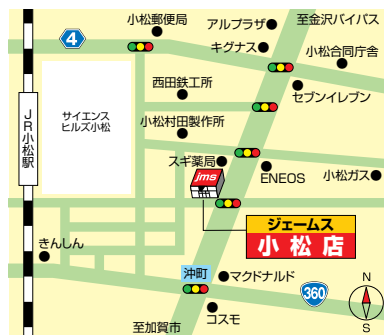 小松郵便局
アルプラザ
至金沢バイパス
4
キグナス
小松合同庁舎
西田鉄工所
セブンイレブン
サイエンス
ヒルズ小松
小松村田製作所
JR小松駅
スギ薬局
jms
ENEOS
小松ガス
ジェームス
小松店
きんしん
沖町
マクドナルド
360
N
コスモ
至加賀市
S